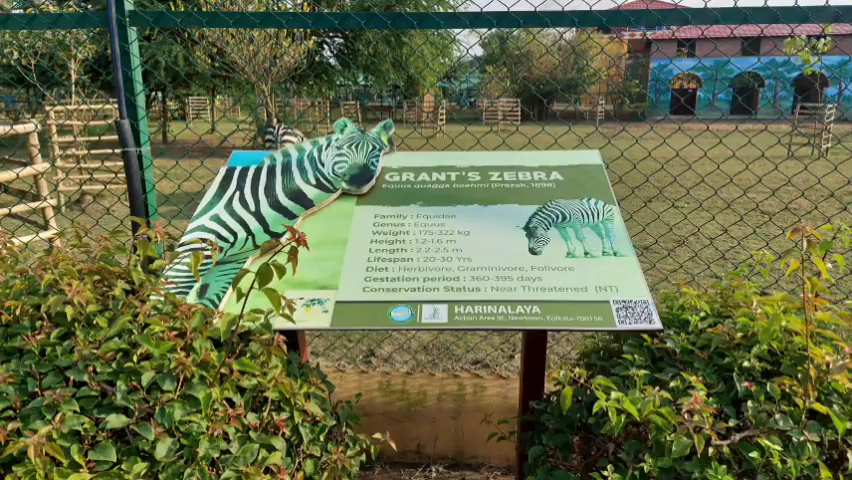 GRANT'S ZEBRA
Equus quagga boehmi (Prazak, 1898)
Family : Equidae
Genus : Equus
Weight : 175-322 kg
Height : 1.2-1.6 m
Length : 2.2-2.5 m
Lifespan : 20-30 Yrs
Diet : Herbivore, Graminivore, Folivore
Gestation period : 360-395 days
Conservation Status : Near Threatened (NT)
HARINALAYA
Action Area III, Newtown, Kolkata-700156